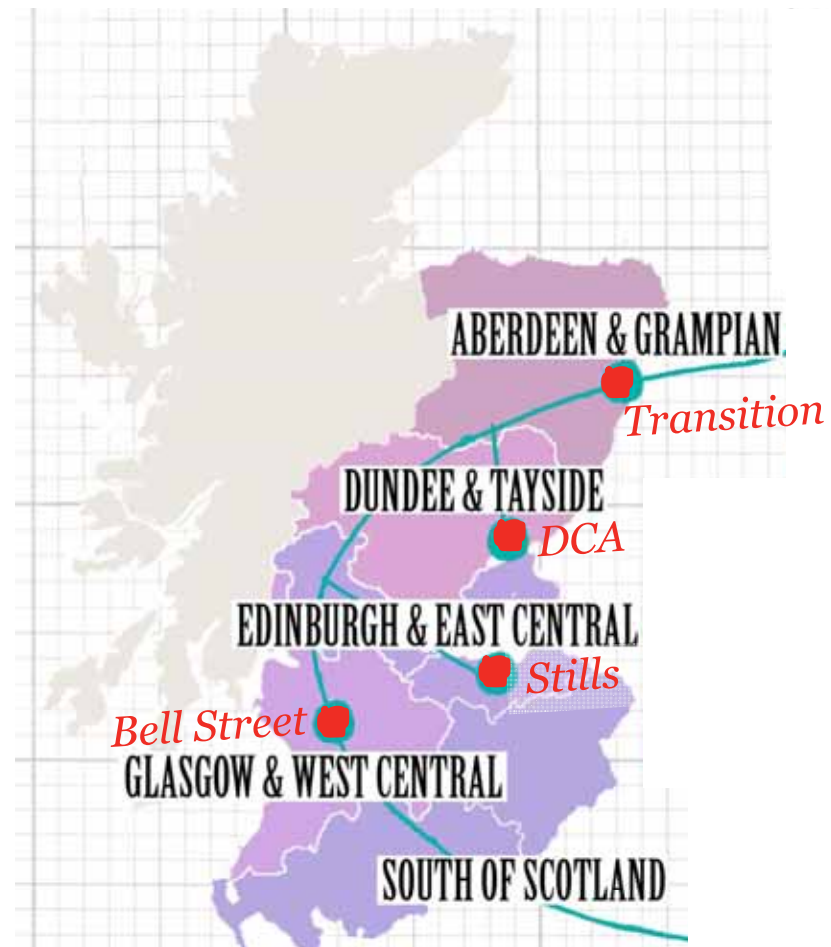 ABERDEEN & GRAMPIAN
Transition
DUNDEE & TAYSIDE
DCA
EDINBURGH & EAST CENTRAL
Stills
Bell Street
GLASGOW & WEST CENTRAL
SOUTH OF SCOTLAND